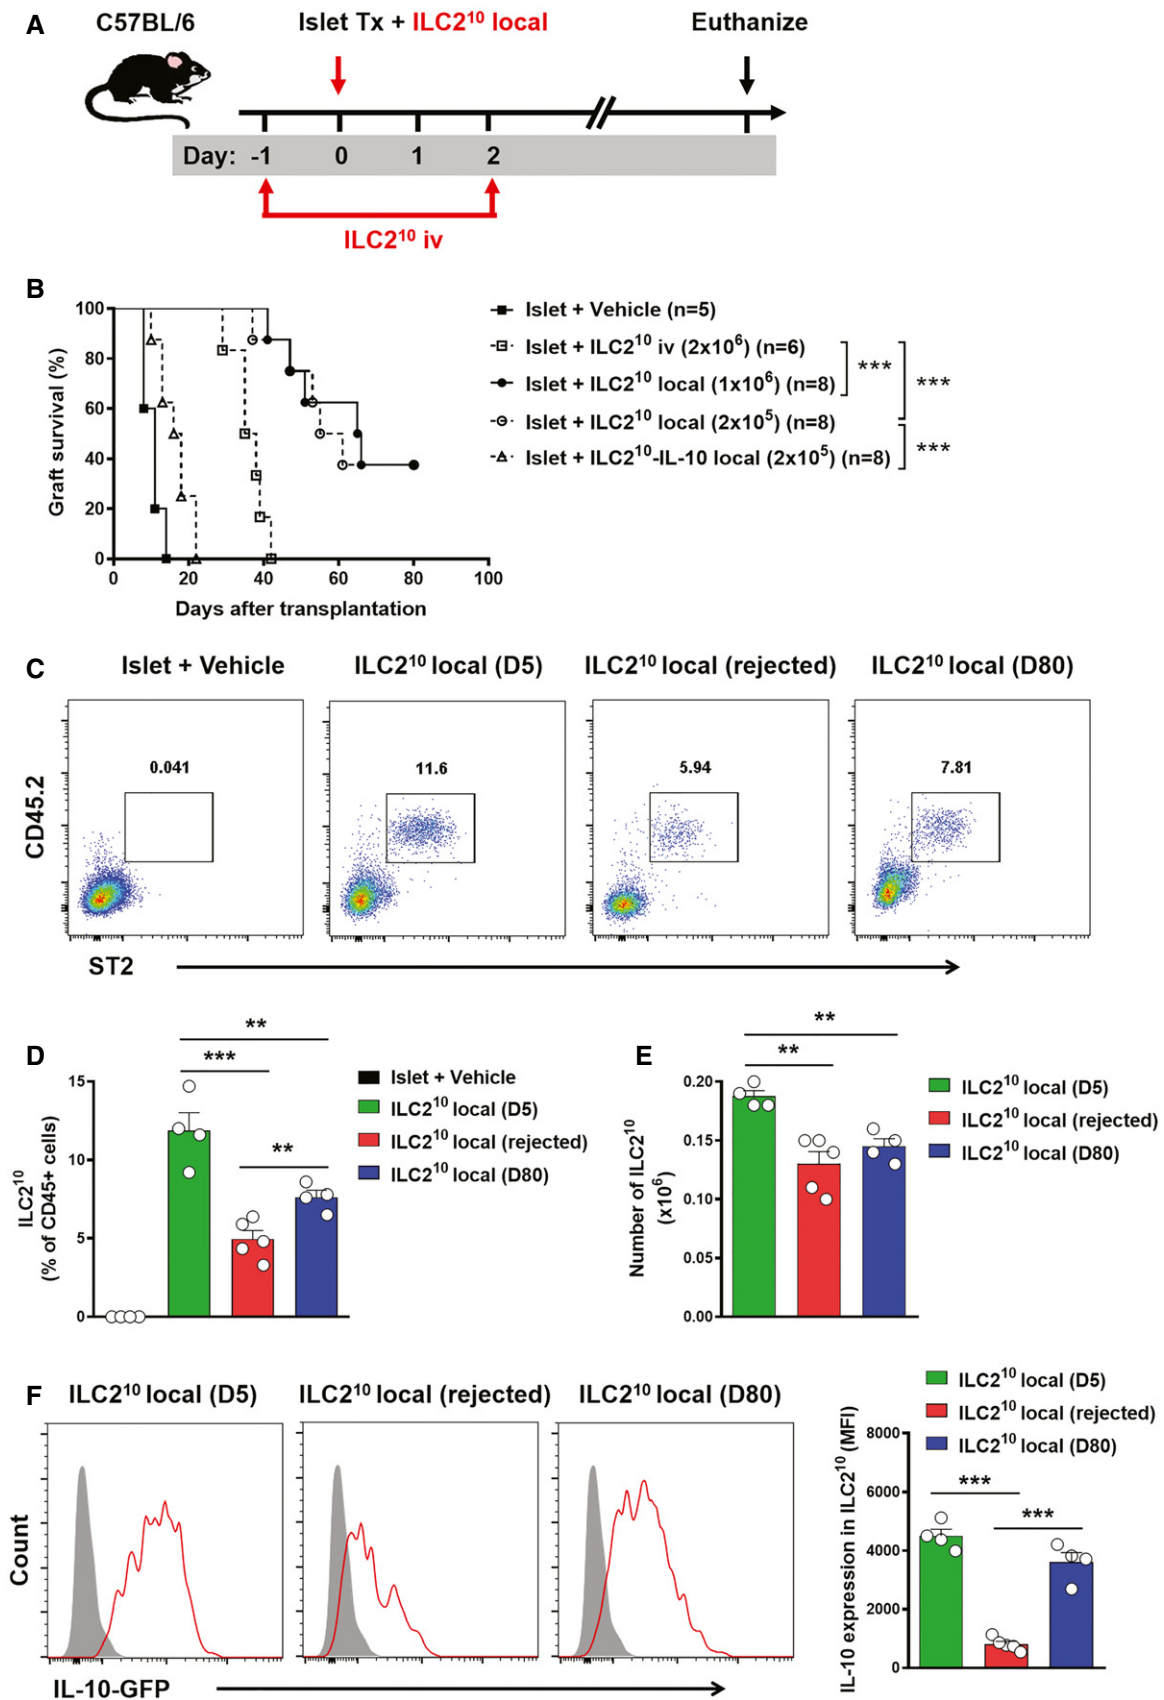 A
C57BL/6
Islet Tx + ILC2¹⁰ local
Euthanize
Day: -1 0 1 2
ILC2¹⁰ iv
B
Graft survival (%)
100
80
60
40
20
0
0 20 40 60 80 100
Days after transplantation
Islet + Vehicle (n=5)
Islet + ILC2¹⁰ iv (2x10⁶) (n=6)
Islet + ILC2¹⁰ local (1x10⁶) (n=8)
Islet + ILC2¹⁰ local (2x10⁵) (n=8)
Islet + ILC2¹⁰-IL-10 local (2x10⁵) (n=8)
***
***
***
C
Islet + Vehicle
ILC2¹⁰ local (D5)
ILC2¹⁰ local (rejected)
ILC2¹⁰ local (D80)
CD45.2
0.041
11.6
5.94
7.81
ST2
D
ILC2¹⁰
(% of CD45+ cells)
15
10
5
0
**
***
**
Islet + Vehicle
ILC2¹⁰ local (D5)
ILC2¹⁰ local (rejected)
ILC2¹⁰ local (D80)
E
Number of ILC2¹⁰
(x10⁶)
0.20
0.15
0.10
0.05
0.00
**
**
ILC2¹⁰ local (D5)
ILC2¹⁰ local (rejected)
ILC2¹⁰ local (D80)
F
ILC2¹⁰ local (D5)
ILC2¹⁰ local (rejected)
ILC2¹⁰ local (D80)
Count
IL-10-GFP
ILC2¹⁰ local (D5)
ILC2¹⁰ local (rejected)
ILC2¹⁰ local (D80)
IL-10 expression in ILC2¹⁰ (MFI)
8000
6000
4000
2000
0
***
***